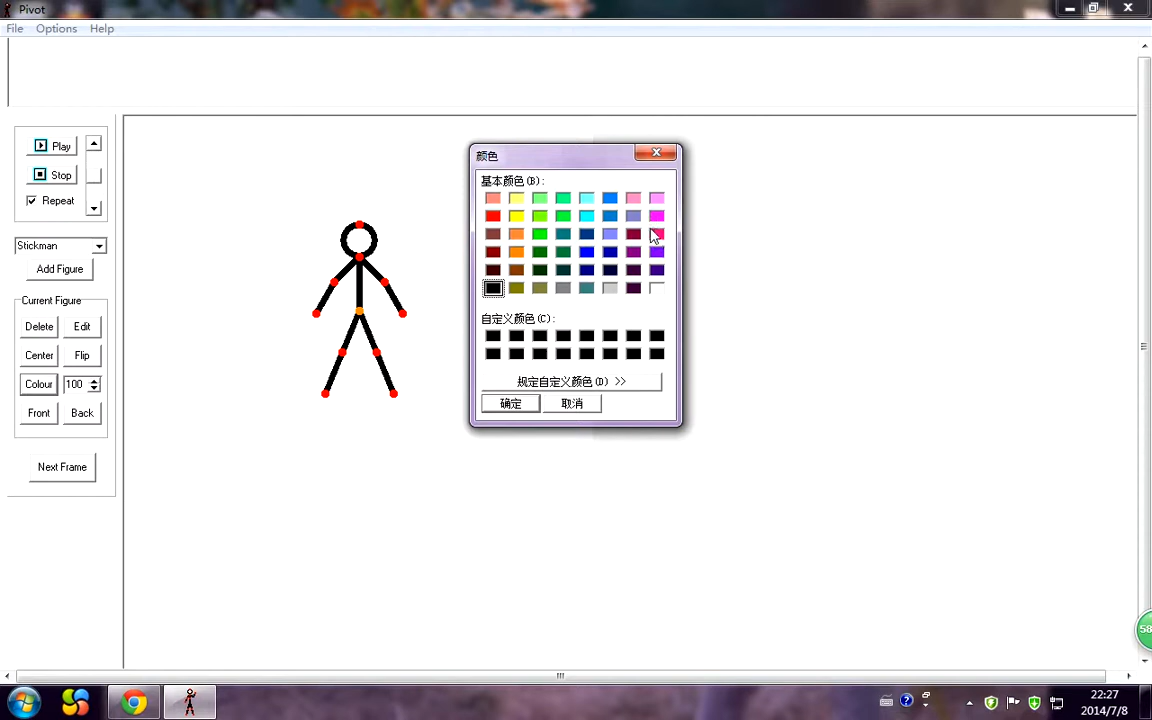 Pivot
File Options Help
Play
Stop
Repeat
Stickman
Add Figure
Current Figure
Delete Edit
Center Flip
Colour 100
Front Back
Next Frame
颜色
基本颜色(B):
自定义颜色(C):
规定自定义颜色(D) >>
确定 取消
58
22:27
2014/7/8